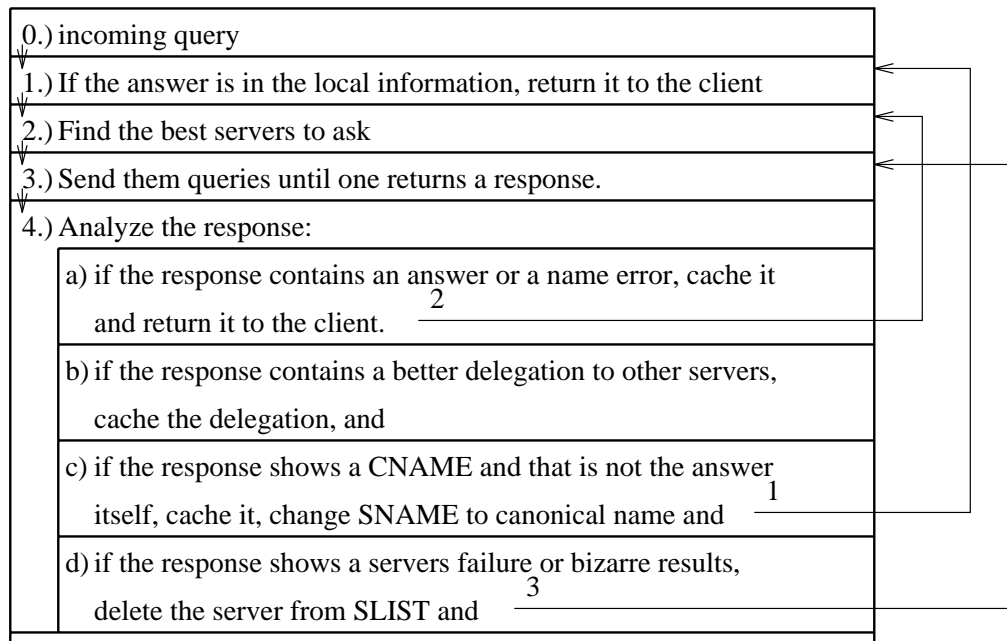 0.) incoming query
1.) If the answer is in the local information, return it to the client
2.) Find the best servers to ask
3.) Send them queries until one returns a response.
4.) Analyze the response:
a) if the response contains an answer or a name error, cache it
and return it to the client. 2
b) if the response contains a better delegation to other servers,
cache the delegation, and
c) if the response shows a CNAME and that is not the answer
itself, cache it, change SNAME to canonical name and 1
d) if the response shows a servers failure or bizarre results,
delete the server from SLIST and 3